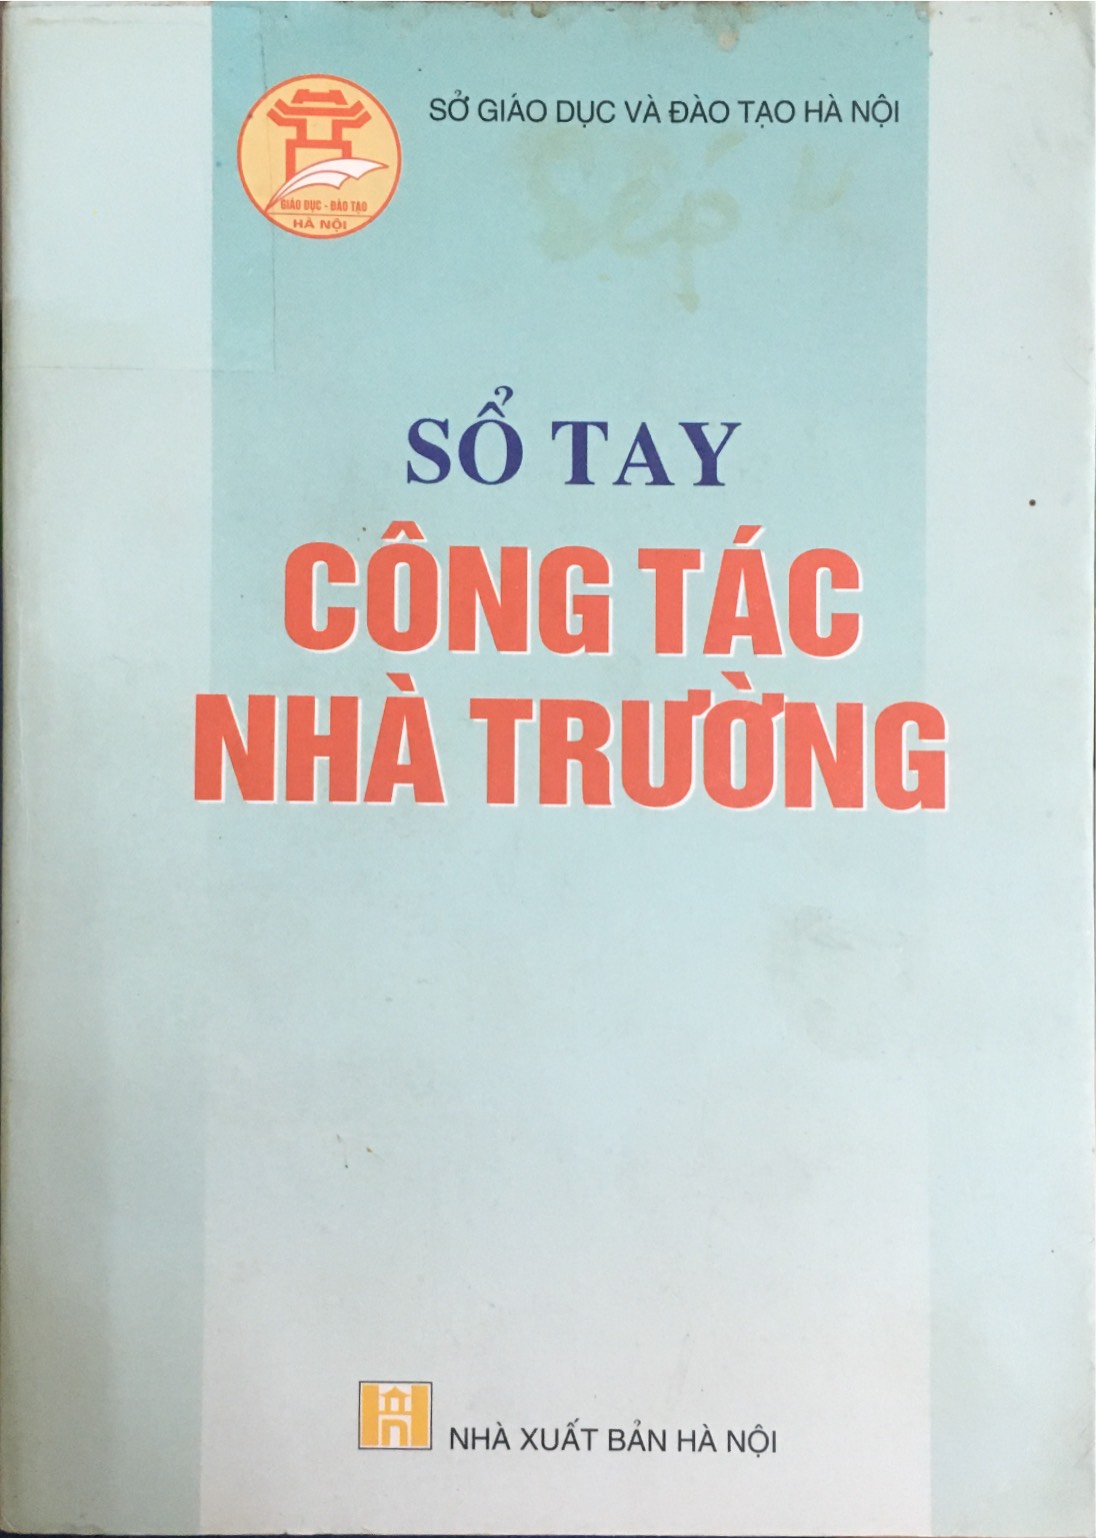 SỞ GIÁO DỤC VÀ ĐÀO TẠO HÀ NỘI
GIÁO DỤC - ĐÀO TẠO
HÀ NỘI
SỔ TAY
CÔNG TÁC
NHÀ TRƯỜNG
NHÀ XUẤT BẢN HÀ NỘI